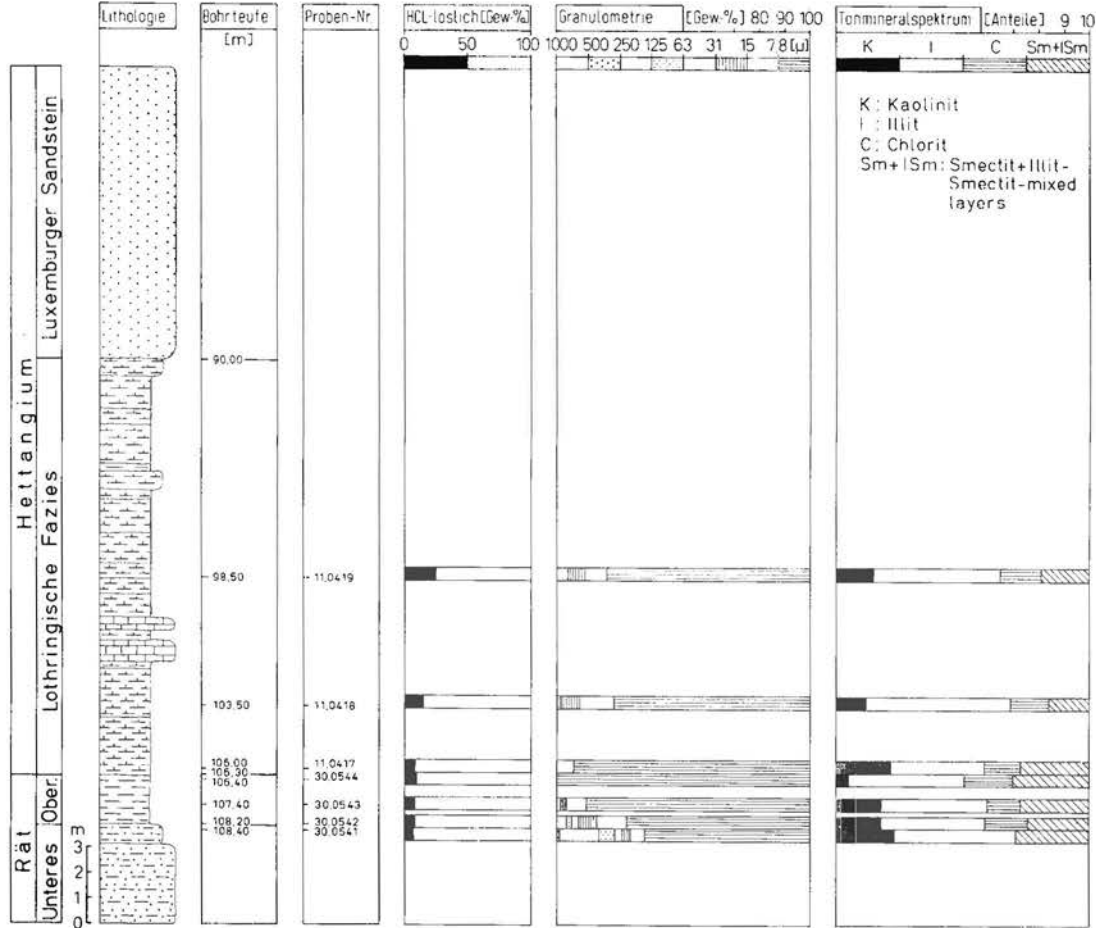 Lithologie
Bohrteufe
[m]
Proben-Nr.
HCL-löslich[Gew.-%]
0 50 100
Granulometrie [Gew.-%] 80 90 100
1000 500 250 125 63 31 15 7,8 [µ]
Tonmineralspektrum [Anteile] 9 10
K I C Sm+ISm
K: Kaolinit
I: Illit
C: Chlorit
Sm+ISm: Smectit+Illit-
Smectit-mixed
layers
Hettangium
Luxemburger Sandstein
Lothringische Fazies
Rät
Ober.
Unteres
90,00
98,50 11.0419
103,50 11.0418
105,00 11.0417
105,30 30.0544
106,40
107,40 30.0543
108,20 30.0542
108,40 30.0541
m
3
2
1
0